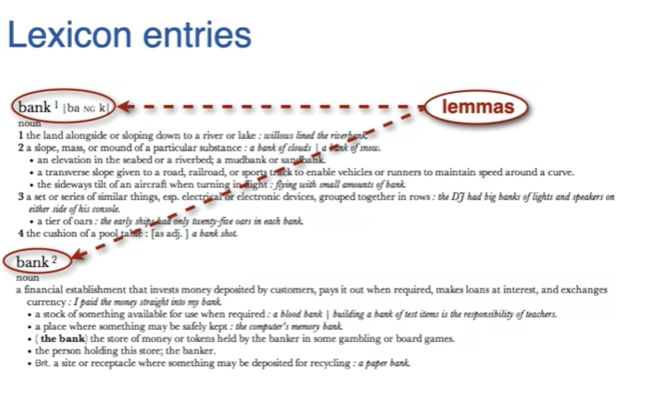 Lexicon entries
bank 1 |ba NG k|
lemmas
noun
1 the land alongside or sloping down to a river or lake : willows lined the riverbank.
2 a slope, mass, or mound of a particular substance : a bank of clouds | a bank of snow.
• an elevation in the seabed or a riverbed; a mudbank or sandbank.
• a transverse slope given to a road, railroad, or sports track to enable vehicles or runners to maintain speed around a curve.
• the sideways tilt of an aircraft when turning in flight : flying with small amounts of bank.
3 a set or series of similar things, esp. electrical or electronic devices, grouped together in rows : the DJ had big banks of lights and speakers on
either side of his console.
• a tier of oars : the early ships had only twenty-five oars in each bank.
4 the cushion of a pool table : [as adj. ] a bank shot.
bank 2
noun
a financial establishment that invests money deposited by customers, pays it out when required, makes loans at interest, and exchanges
currency : I paid the money straight into my bank.
• a stock of something available for use when required : a blood bank | building a bank of test items is the responsibility of teachers.
• a place where something may be safely kept : the computer's memory bank.
• ( the bank) the store of money or tokens held by the banker in some gambling or board games.
• the person holding this store; the banker.
• Brit. a site or receptacle where something may be deposited for recycling : a paper bank.